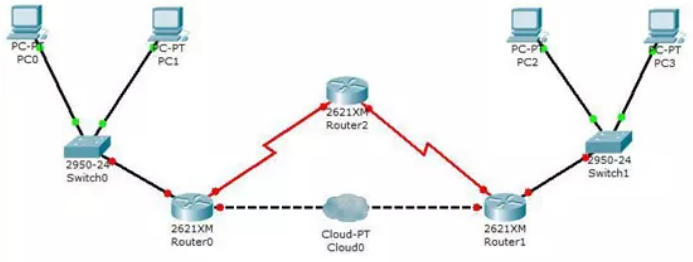 PC-PT
PC0
PC-PT
PC1
PC-PT
PC2
PC-PT
PC3
2621XM
Router2
2950-24
Switch0
2950-24
Switch1
2621XM
Router0
Cloud-PT
Cloud0
2621XM
Router1